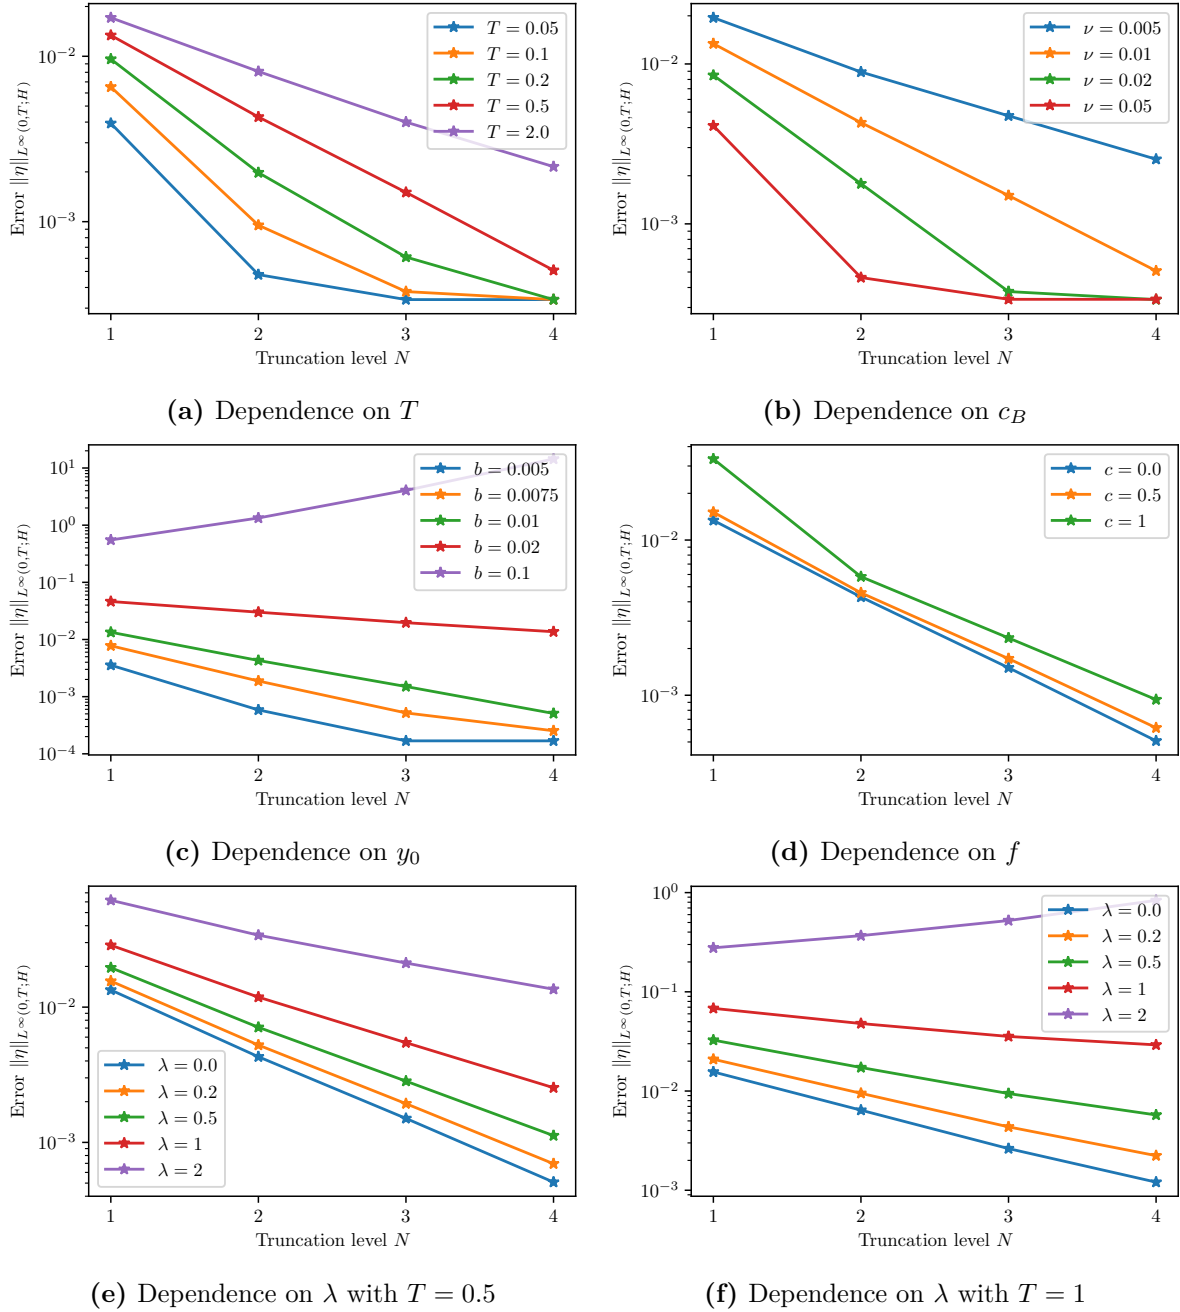 Error ||η||_{L^∞(0,T;H)}
10^{-2}
10^{-3}
T = 0.05
T = 0.1
T = 0.2
T = 0.5
T = 2.0
1 2 3 4
Truncation level N
(a) Dependence on T
Error ||η||_{L^∞(0,T;H)}
10^{-2}
10^{-3}
ν = 0.005
ν = 0.01
ν = 0.02
ν = 0.05
1 2 3 4
Truncation level N
(b) Dependence on c_B
Error ||η||_{L^∞(0,T;H)}
10^{1}
10^{0}
10^{-1}
10^{-2}
10^{-3}
10^{-4}
b = 0.005
b = 0.0075
b = 0.01
b = 0.02
b = 0.1
1 2 3 4
Truncation level N
(c) Dependence on y_0
Error ||η||_{L^∞(0,T;H)}
10^{-2}
10^{-3}
c = 0.0
c = 0.5
c = 1
1 2 3 4
Truncation level N
(d) Dependence on f
Error ||η||_{L^∞(0,T;H)}
10^{-2}
10^{-3}
λ = 0.0
λ = 0.2
λ = 0.5
λ = 1
λ = 2
1 2 3 4
Truncation level N
(e) Dependence on λ with T = 0.5
Error ||η||_{L^∞(0,T;H)}
10^{0}
10^{-1}
10^{-2}
10^{-3}
λ = 0.0
λ = 0.2
λ = 0.5
λ = 1
λ = 2
1 2 3 4
Truncation level N
(f) Dependence on λ with T = 1